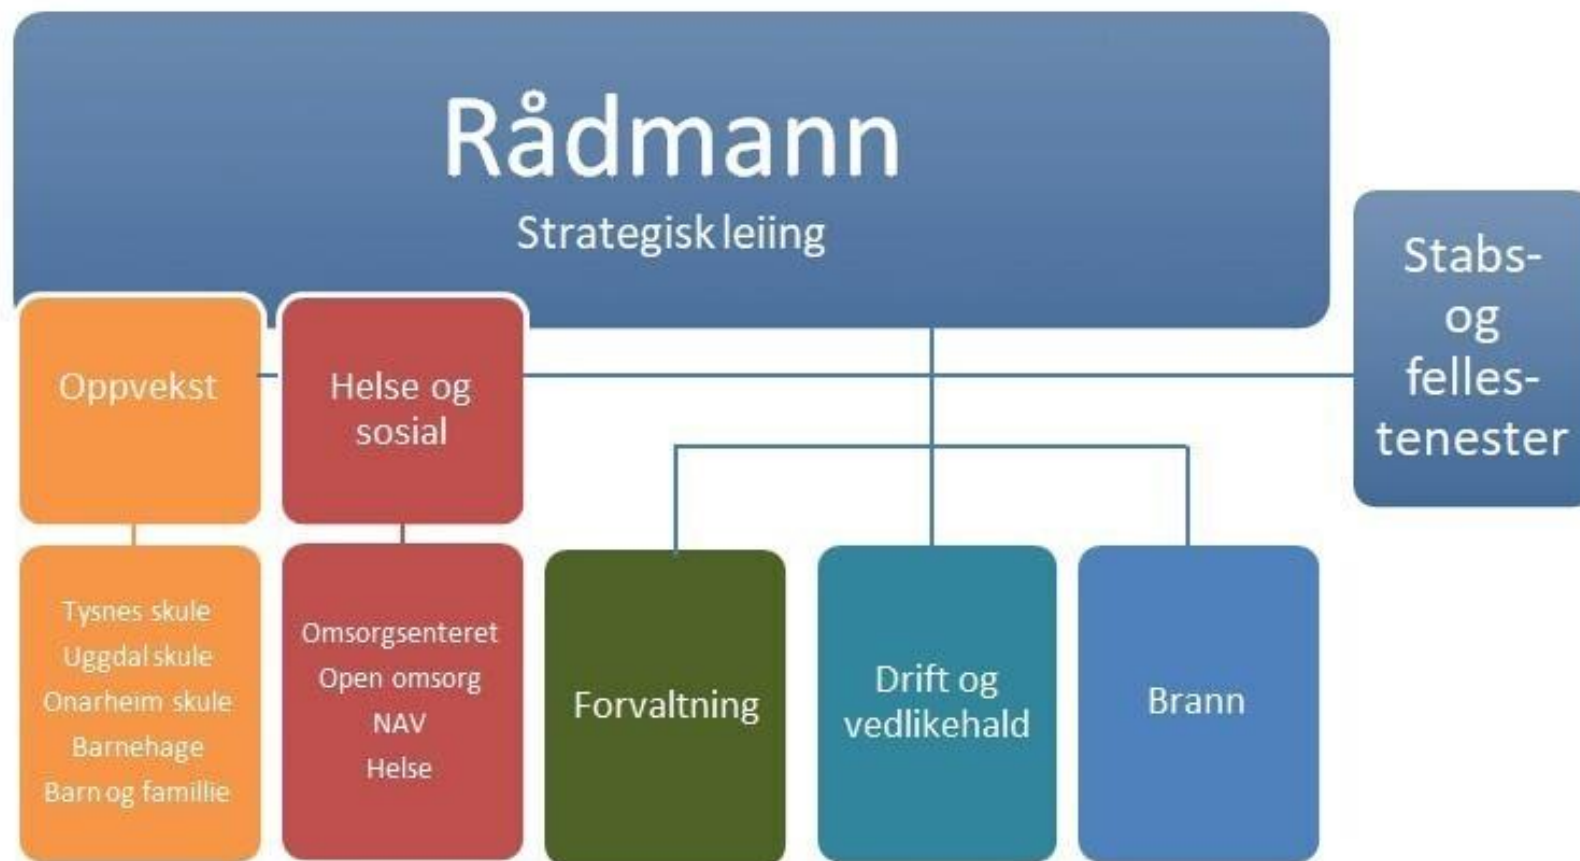 Rådmann
Strategisk leiing
Stabs-
og
felles-
tenester
Oppvekst
Helse og
sosial
Tysnes skule
Uggdal skule
Onarheim skule
Barnehage
Barn og famillie
Omsorgsenteret
Open omsorg
NAV
Helse
Forvaltning
Drift og
vedlikehald
Brann